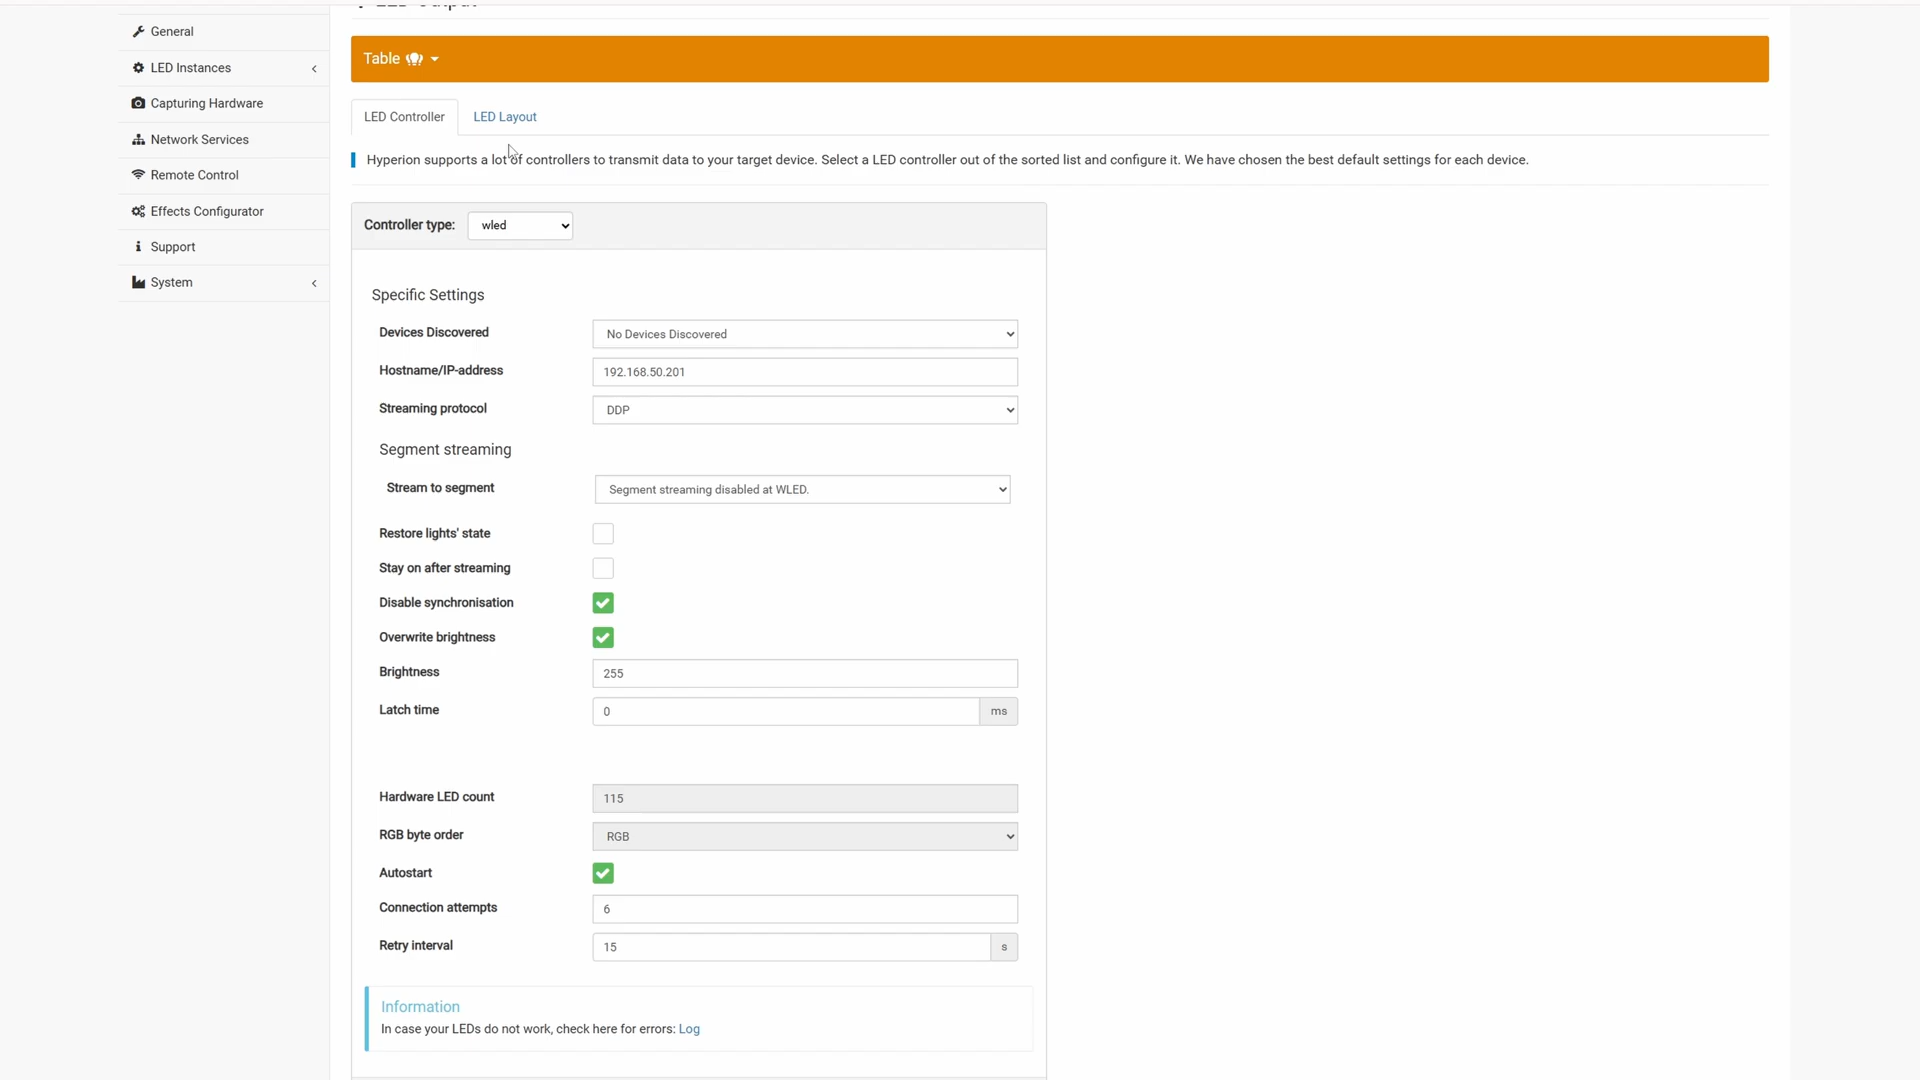 General
LED Instances
Capturing Hardware
Network Services
Remote Control
Effects Configurator
Support
System
LED Output
Table
LED Controller
LED Layout
Hyperion supports a lot of controllers to transmit data to your target device. Select a LED controller out of the sorted list and configure it. We have chosen the best default settings for each device.
Controller type: wled
Specific Settings
Devices Discovered No Devices Discovered
Hostname/IP-address 192.168.50.201
Streaming protocol DDP
Segment streaming
Stream to segment Segment streaming disabled at WLED.
Restore lights' state
Stay on after streaming
Disable synchronisation
Overwrite brightness
Brightness 255
Latch time 0 ms
Hardware LED count 115
RGB byte order RGB
Autostart
Connection attempts 6
Retry interval 15 s
Information
In case your LEDs do not work, check here for errors: Log